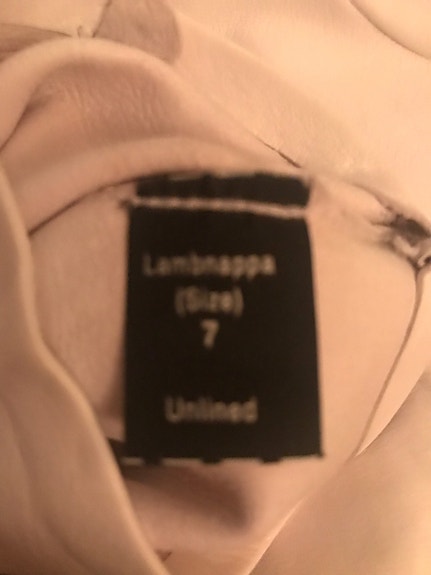 Lambnappa
(Size)
7
Unlined